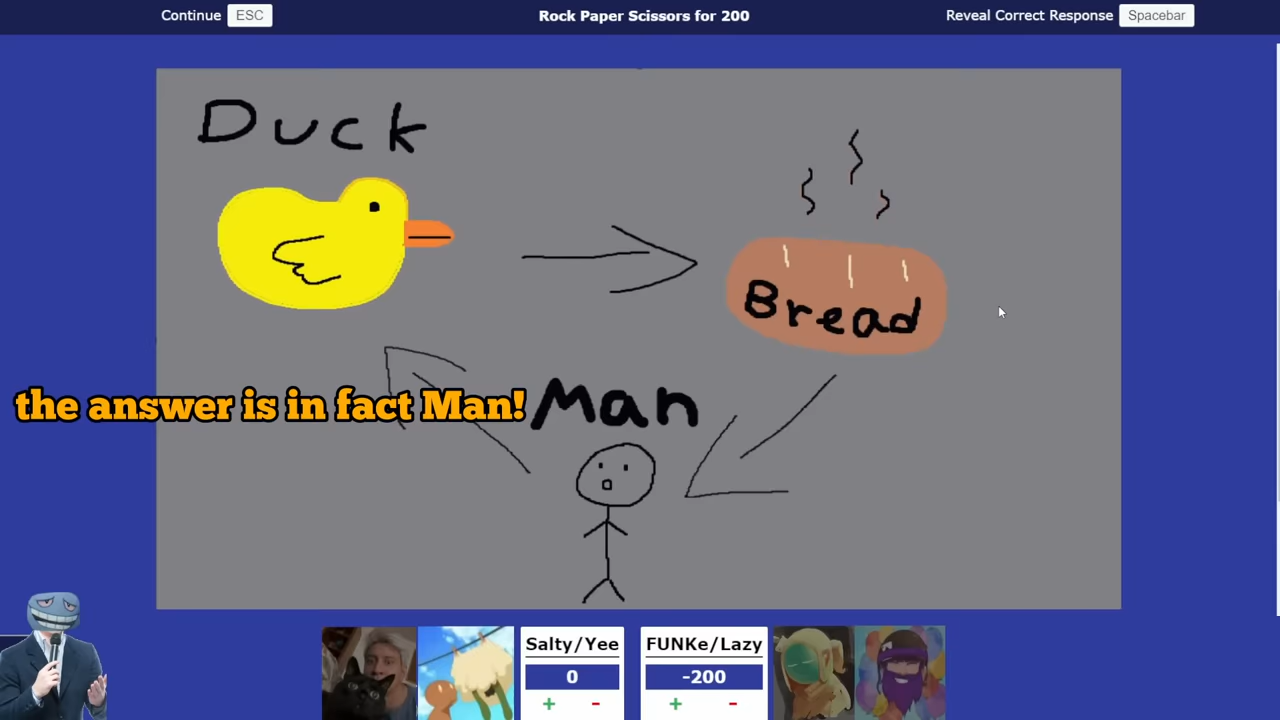 Continue ESC
Rock Paper Scissors for 200
Reveal Correct Response Spacebar
Duck
Bread
the answer is in fact Man!
Man
Salty/Yee
0
+ -
FUNKe/Lazy
-200
+ -